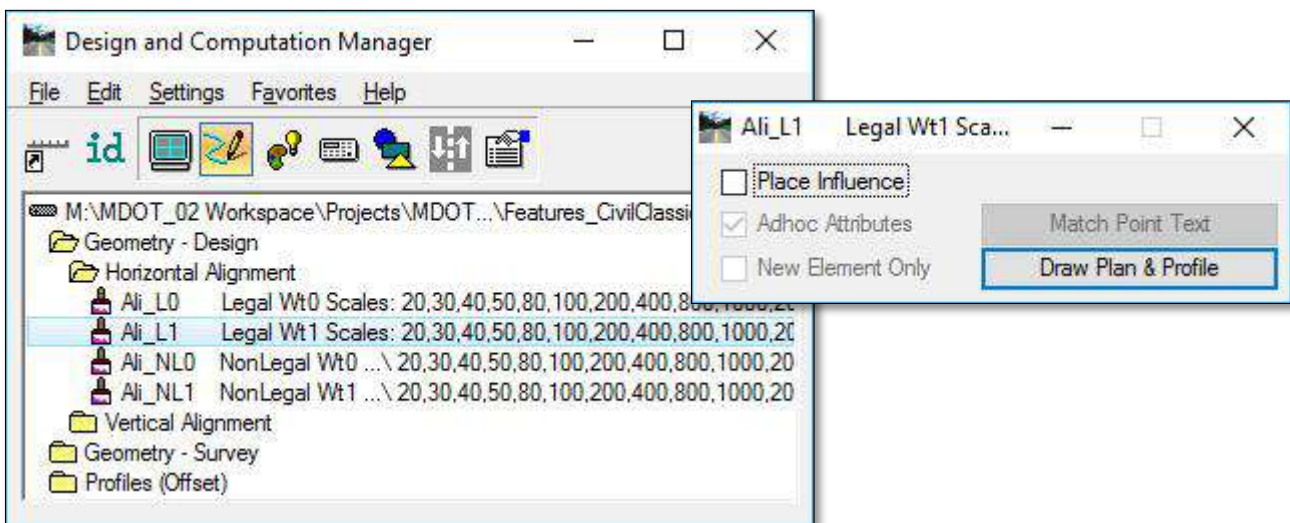 Design and Computation Manager
File Edit Settings Favorites Help
id
M:\MDOT_02 Workspace\Projects\MDOT...\Features_CivilClassi
Geometry - Design
Horizontal Alignment
Ali_L0 Legal Wt0 Scales: 20,30,40,50,80,100,200,400,800,1000,20
Ali_L1 Legal Wt1 Scales: 20,30,40,50,80,100,200,400,800,1000,20
Ali_NL0 NonLegal Wt0 ...\ 20,30,40,50,80,100,200,400,800,1000,20
Ali_NL1 NonLegal Wt1 ...\ 20,30,40,50,80,100,200,400,800,1000,20
Vertical Alignment
Geometry - Survey
Profiles (Offset)
Ali_L1 Legal Wt1 Sca...
Place Influence
Adhoc Attributes Match Point Text
New Element Only Draw Plan & Profile